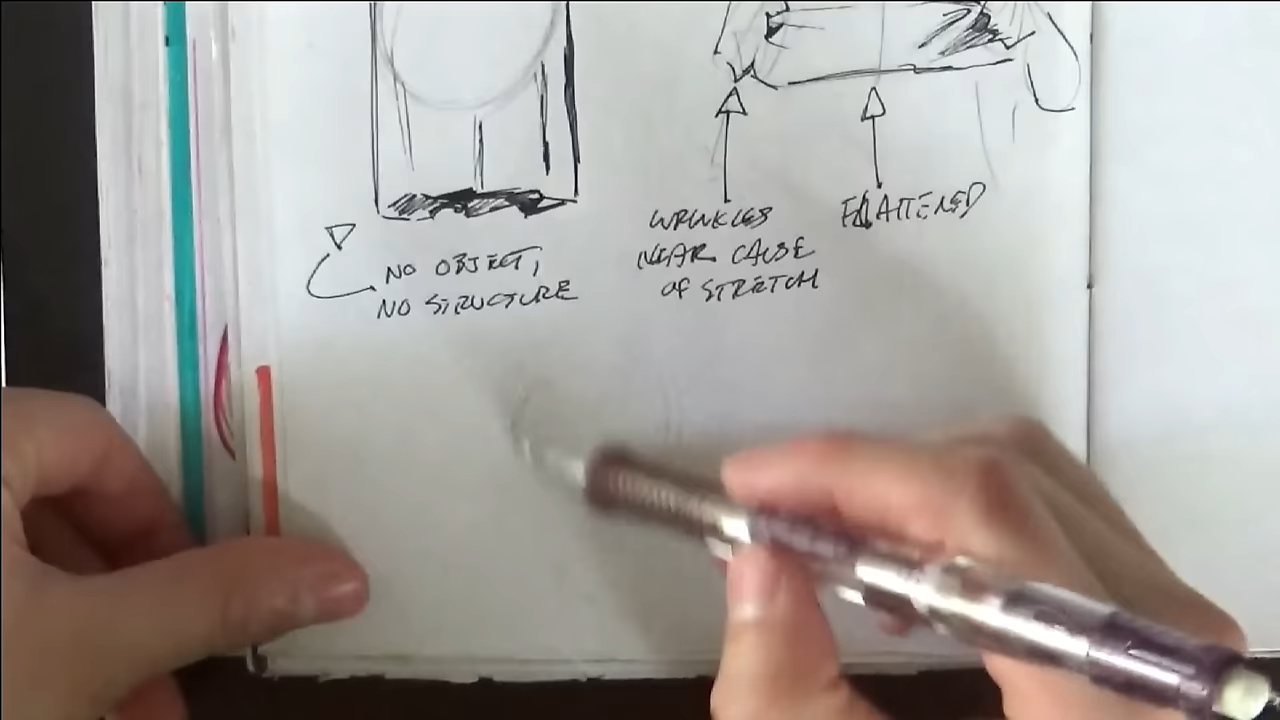 NO OBJECT,
NO STRUCTURE
WRINKLES
NEAR CAUSE
OF STRETCH
FLATTENED